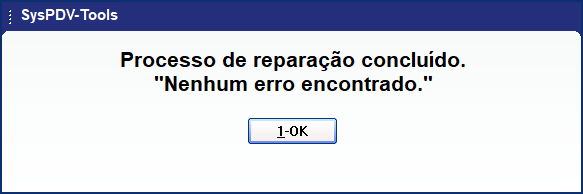 SysPDV-Tools
Processo de reparação concluído.
"Nenhum erro encontrado."
1-OK